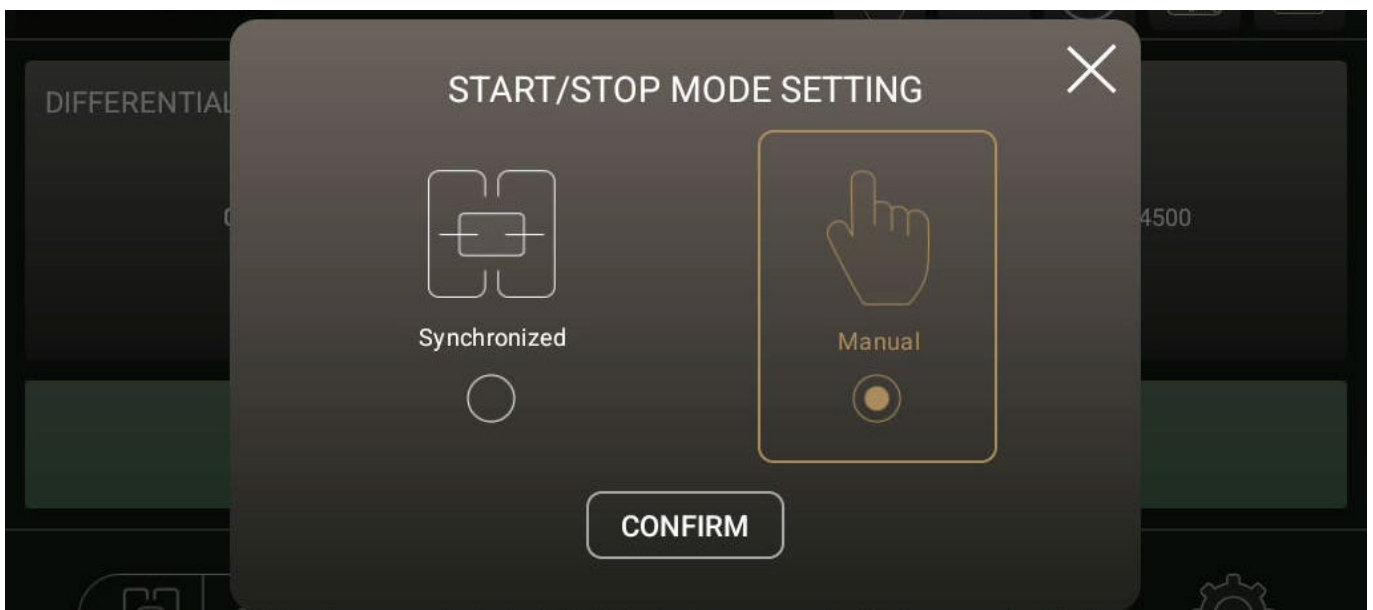 START/STOP MODE SETTING
DIFFERENTIAL
4500
Synchronized
Manual
CONFIRM